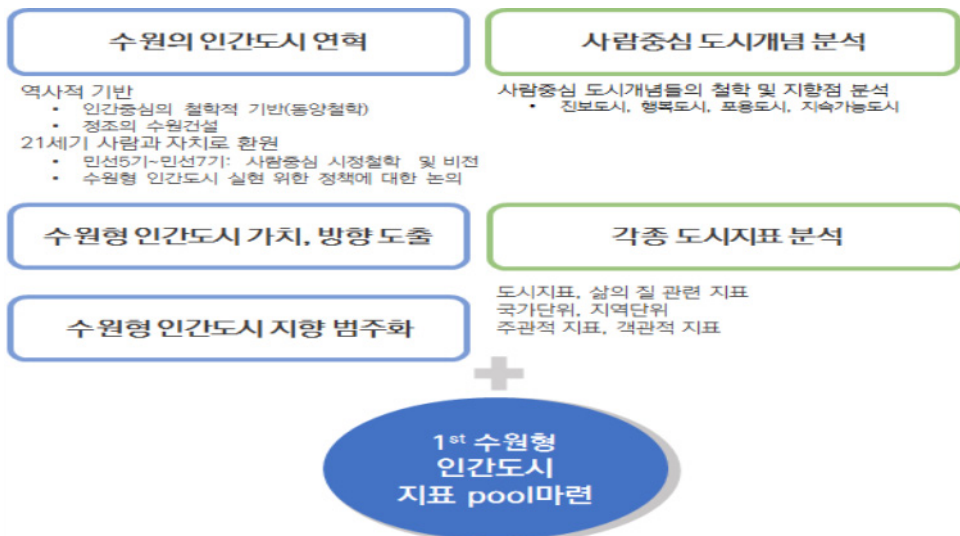 수원의 인간도시 연혁
역사적 기반
• 인간중심의 철학적 기반(동양철학)
• 정조의 수원건설
21세기 사람과 자치로 환원
• 민선5기~민선7기: 사람중심 시정철학 및 비전
• 수원형 인간도시 실현 위한 정책에 대한 논의
사람중심 도시개념 분석
사람중심 도시개념들의 철학 및 지향점 분석
• 진보도시, 행복도시, 포용도시, 지속가능도시
수원형 인간도시 가치, 방향 도출
수원형 인간도시 지향 범주화
각종 도시지표 분석
도시지표, 삶의 질 관련 지표
국가단위, 지역단위
주관적 지표, 객관적 지표
1st 수원형
인간도시
지표 pool마련